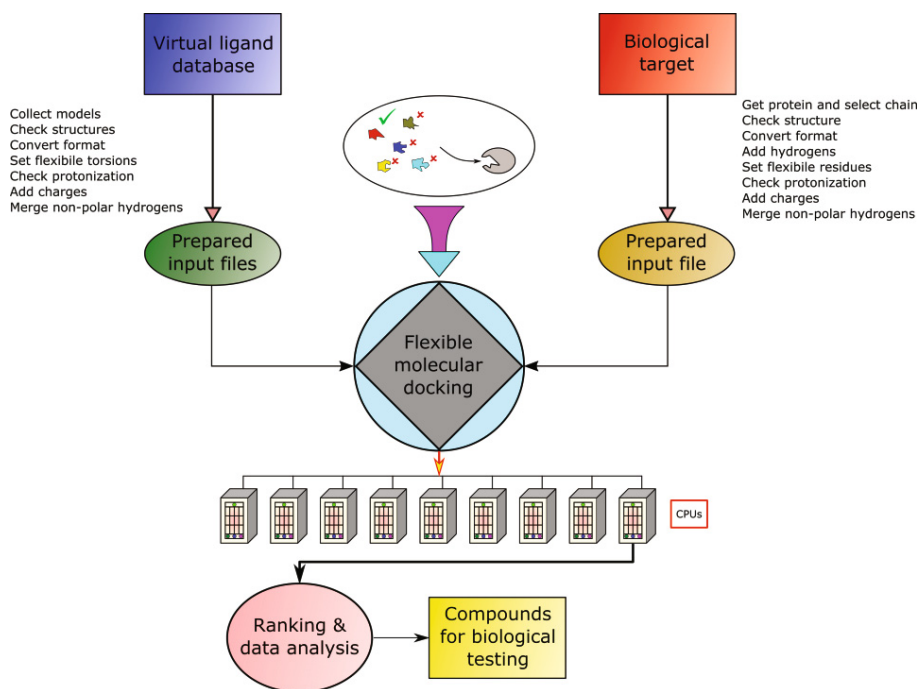 Virtual ligand
database
Biological
target
Collect models
Check structures
Convert format
Set flexibile torsions
Check protonization
Add charges
Merge non-polar hydrogens
Get protein and select chain
Check structure
Convert format
Add hydrogens
Set flexibile residues
Check protonization
Add charges
Merge non-polar hydrogens
Prepared
input files
Prepared
input file
Flexible
molecular
docking
CPUs
Ranking &
data analysis
Compounds
for biological
testing